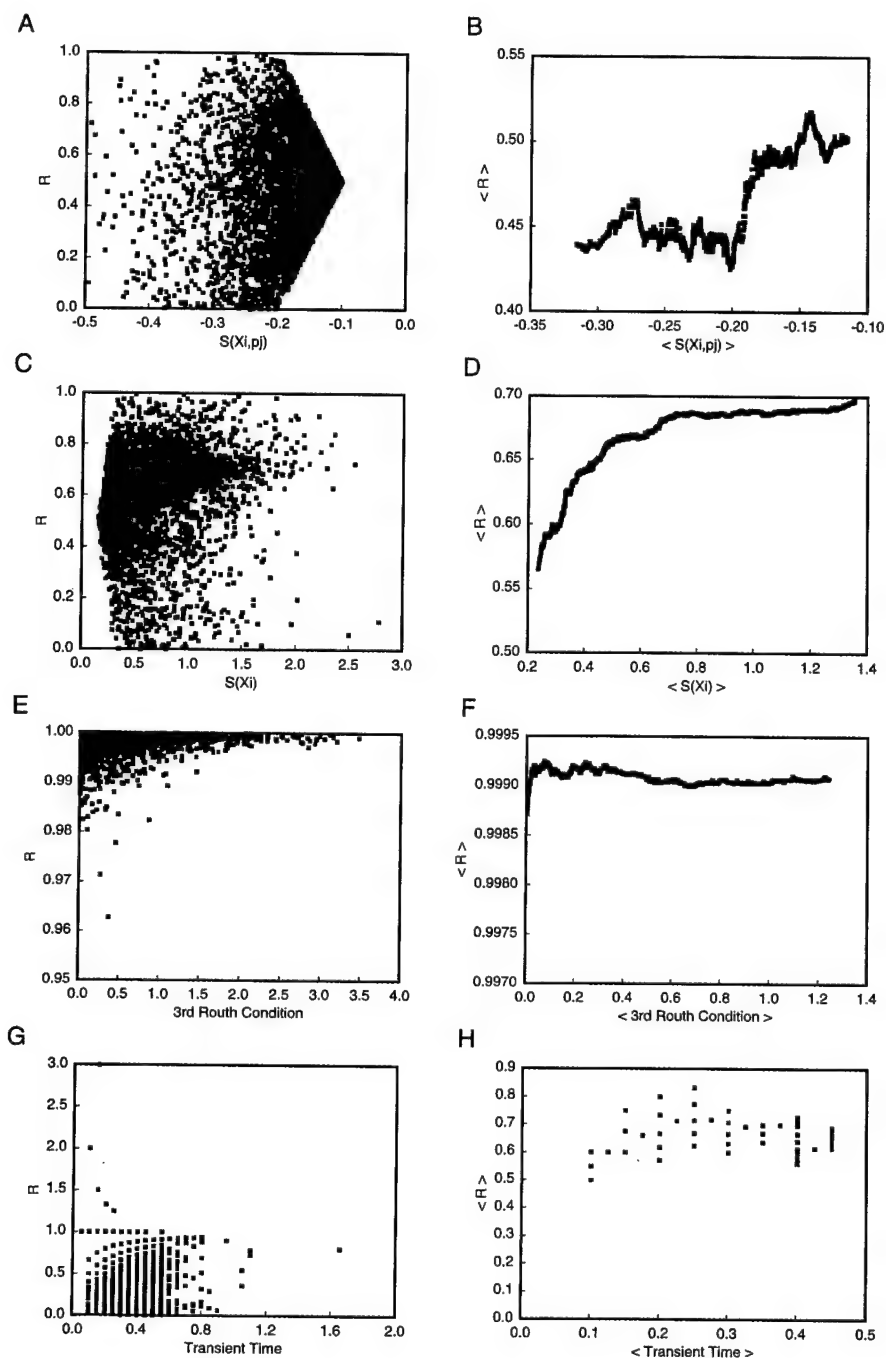 A
1.0
0.8
0.6
0.4
0.2
0.0
R
-0.5 -0.4 -0.3 -0.2 -0.1 0.0
S(Xi,pj)
B
0.55
0.50
0.45
0.40
< R >
-0.35 -0.30 -0.25 -0.20 -0.15 -0.10
< S(Xi,pj) >
C
1.0
0.8
0.6
0.4
0.2
0.0
R
0.0 0.5 1.0 1.5 2.0 2.5 3.0
S(Xi)
D
0.70
0.65
0.60
0.55
0.50
< R >
0.2 0.4 0.6 0.8 1.0 1.2 1.4
< S(Xi) >
E
1.00
0.99
0.98
0.97
0.96
0.95
R
0.0 0.5 1.0 1.5 2.0 2.5 3.0 3.5 4.0
3rd Routh Condition
F
0.9995
0.9990
0.9985
0.9980
0.9975
0.9970
< R >
0.0 0.2 0.4 0.6 0.8 1.0 1.2 1.4
< 3rd Routh Condition >
G
3.0
2.5
2.0
1.5
1.0
0.5
0.0
R
0.0 0.4 0.8 1.2 1.6 2.0
Transient Time
H
0.9
0.8
0.7
0.6
0.5
0.4
0.3
0.2
0.1
0.0
< R >
0.0 0.1 0.2 0.3 0.4 0.5
< Transient Time >